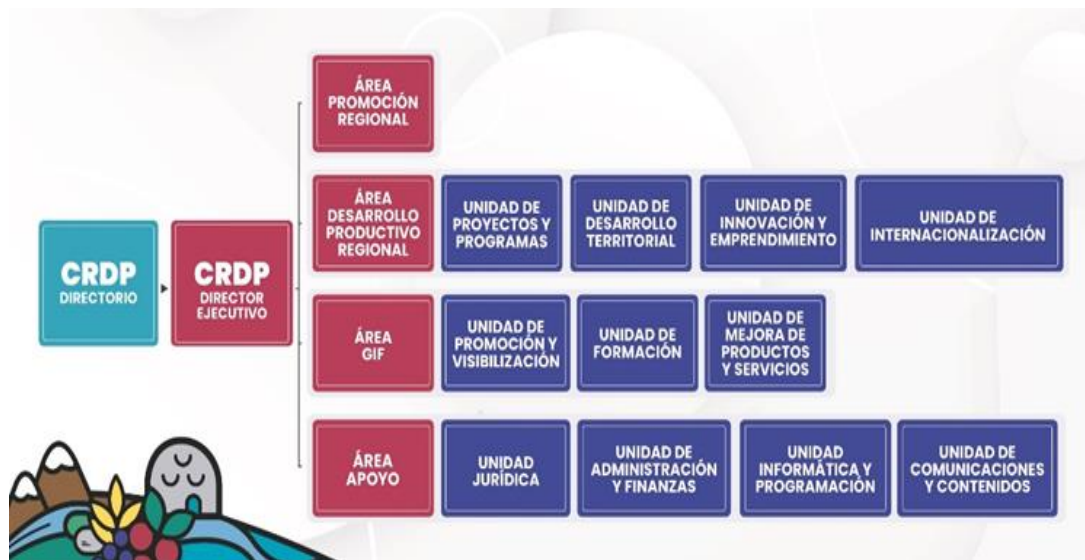 ÁREA
PROMOCIÓN
REGIONAL
CRDP
DIRECTORIO
CRDP
DIRECTOR
EJECUTIVO
ÁREA
DESARROLLO
PRODUCTIVO
REGIONAL
UNIDAD DE
PROYECTOS Y
PROGRAMAS
UNIDAD DE
DESARROLLO
TERRITORIAL
UNIDAD DE
INNOVACIÓN Y
EMPRENDIMIENTO
UNIDAD DE
INTERNACIONALIZACIÓN
ÁREA
GIF
UNIDAD DE
PROMOCIÓN Y
VISIBILIZACIÓN
UNIDAD DE
FORMACIÓN
UNIDAD DE
MEJORA DE
PRODUCTOS
Y SERVICIOS
ÁREA
APOYO
UNIDAD
JURÍDICA
UNIDAD DE
ADMINISTRACIÓN
Y FINANZAS
UNIDAD
INFORMÁTICA Y
PROGRAMACIÓN
UNIDAD DE
COMUNICACIONES
Y CONTENIDOS